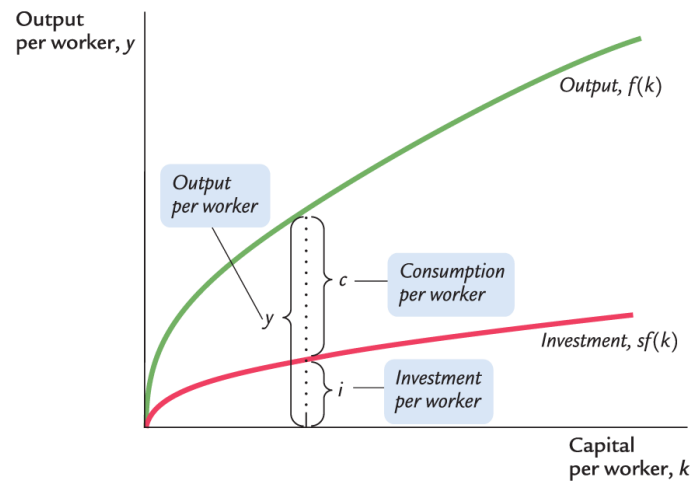 Output
per worker, y
Output, f(k)
Output
per worker
c
Consumption
per worker
y
Investment, sf(k)
i
Investment
per worker
Capital
per worker, k